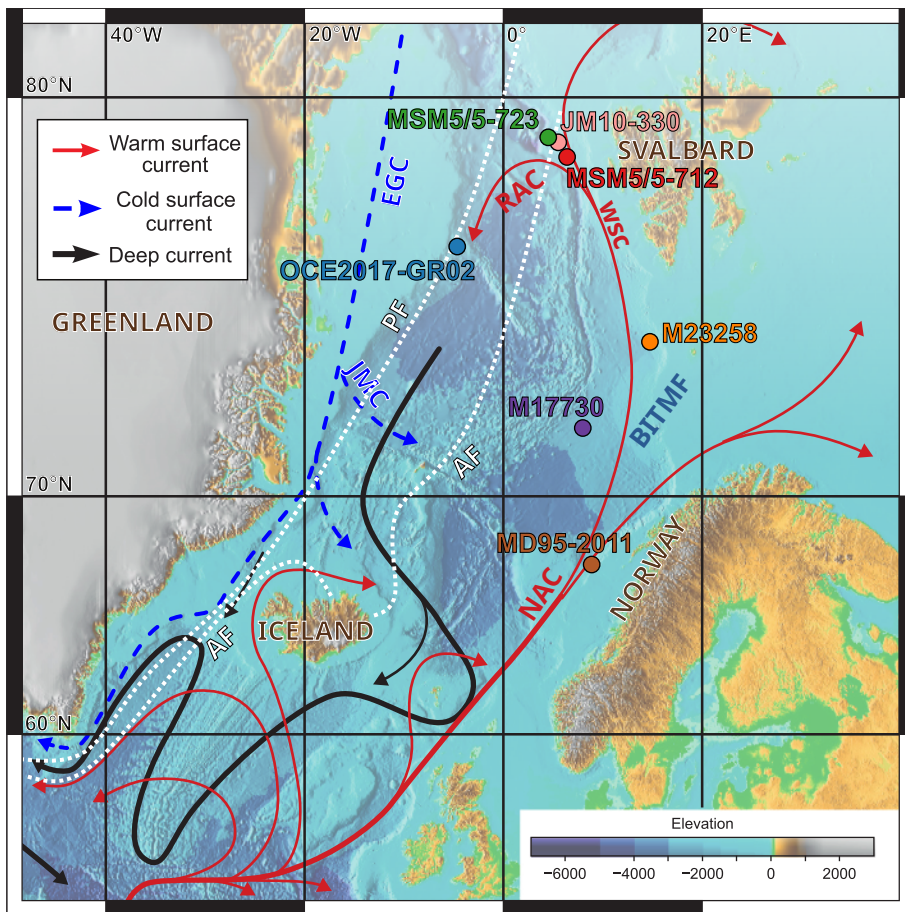 40°W
20°W
0°
20°E
80°N
MSM5/5-723
JM10-330
SVALBARD
MSM5/5-712
Warm surface
current
Cold surface
current
Deep current
EGC
RAC
WSC
OCE2017-GR02
GREENLAND
PF
M23258
JMC
M17730
BITMF
AF
70°N
MD95-2011
NORWAY
NAC
ICELAND
AF
60°N
Elevation
−6000
−4000
−2000
0
2000